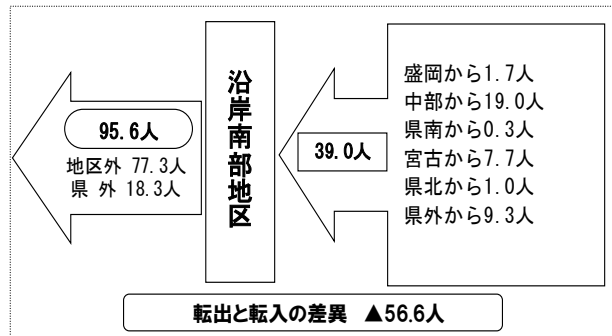 95.6人
地区外 77.3人
県 外 18.3人
沿岸南部地区
39.0人
盛岡から1.7人
中部から19.0人
県南から0.3人
宮古から7.7人
県北から1.0人
県外から9.3人
転出と転入の差異 ▲56.6人